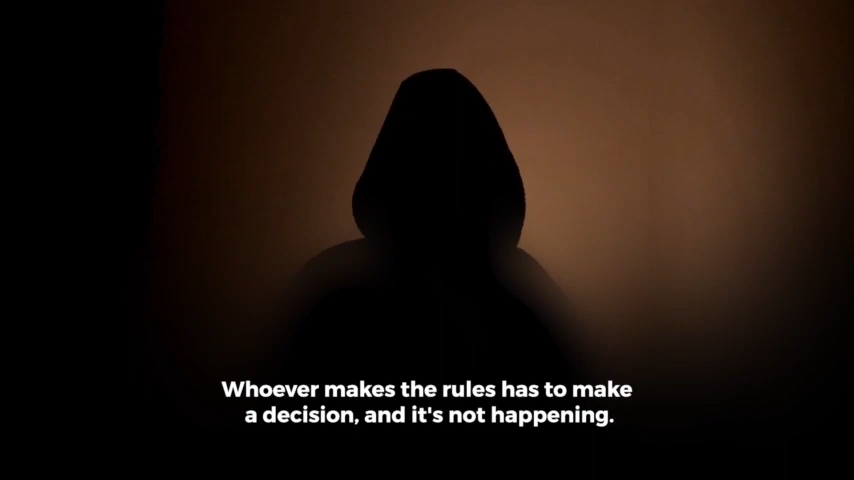 Whoever makes the rules has to make
a decision, and it's not happening.